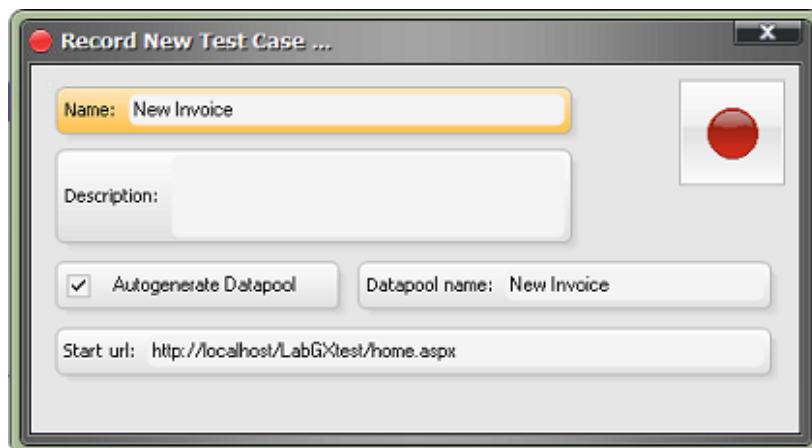 Record New Test Case ...
Name: New Invoice
Description:
Autogenerate Datapool Datapool name: New Invoice
Start url: http://localhost/LabGXtest/home.aspx